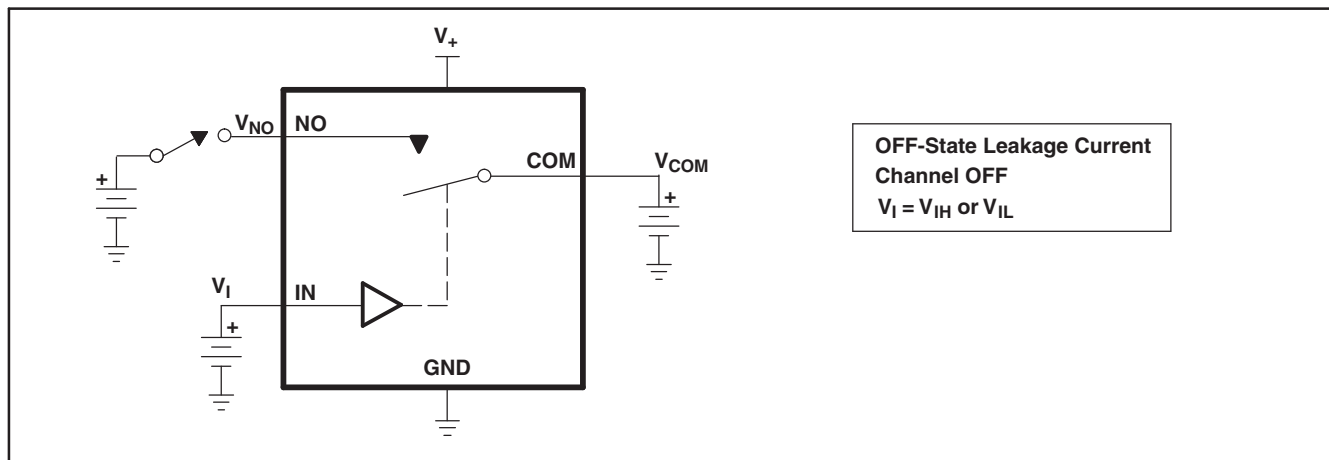 V+
VNO NO
+
COM VCOM
+
VI IN
+
GND
OFF-State Leakage Current
Channel OFF
VI = VIH or VIL